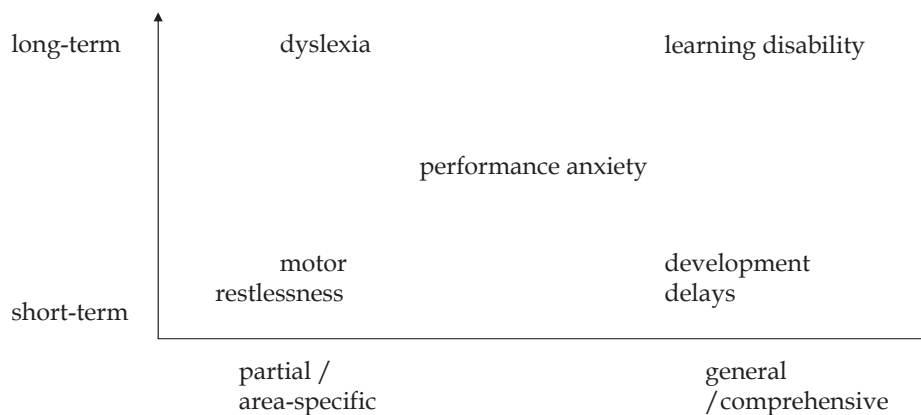 long-term
dyslexia
learning disability
performance anxiety
motor
restlessness
development
delays
short-term
partial /
area-specific
general
/comprehensive